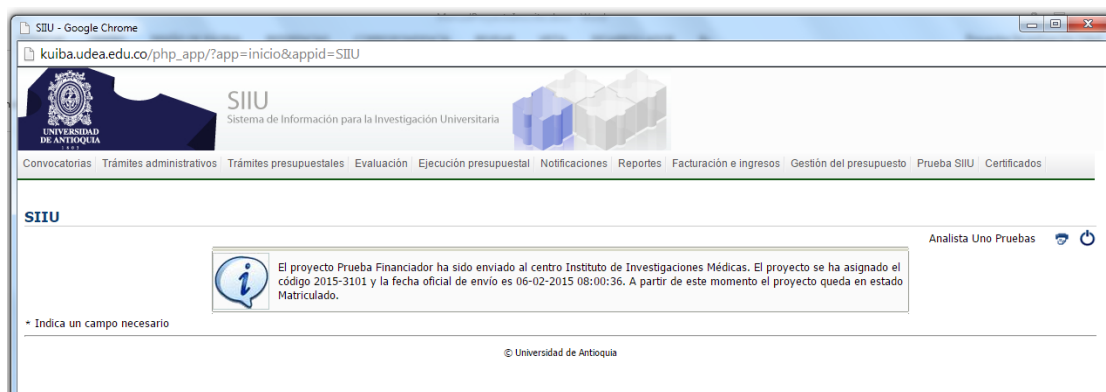 SIIU - Google Chrome
kuiba.udea.edu.co/php_app/?app=inicio&appid=SIIU
UNIVERSIDAD
DE ANTIOQUIA
1803
SIIU
Sistema de Información para la Investigación Universitaria
Convocatorias Trámites administrativos Trámites presupuestales Evaluación Ejecución presupuestal Notificaciones Reportes Facturación e ingresos Gestión del presupuesto Prueba SIIU Certificados
SIIU
Analista Uno Pruebas
El proyecto Prueba Financiador ha sido enviado al centro Instituto de Investigaciones Médicas. El proyecto se ha asignado el
código 2015-3101 y la fecha oficial de envío es 06-02-2015 08:00:36. A partir de este momento el proyecto queda en estado
Matriculado.
* Indica un campo necesario
© Universidad de Antioquia